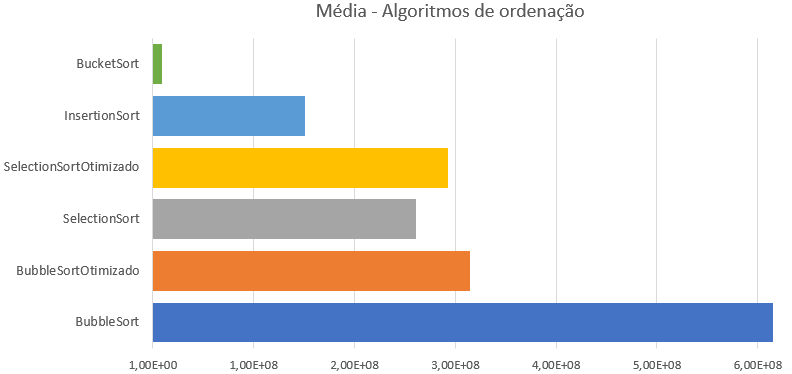 Média - Algoritmos de ordenação
BucketSort
InsertionSort
SelectionSortOtimizado
SelectionSort
BubbleSortOtimizado
BubbleSort
1,00E+00 1,00E+08 2,00E+08 3,00E+08 4,00E+08 5,00E+08 6,00E+08